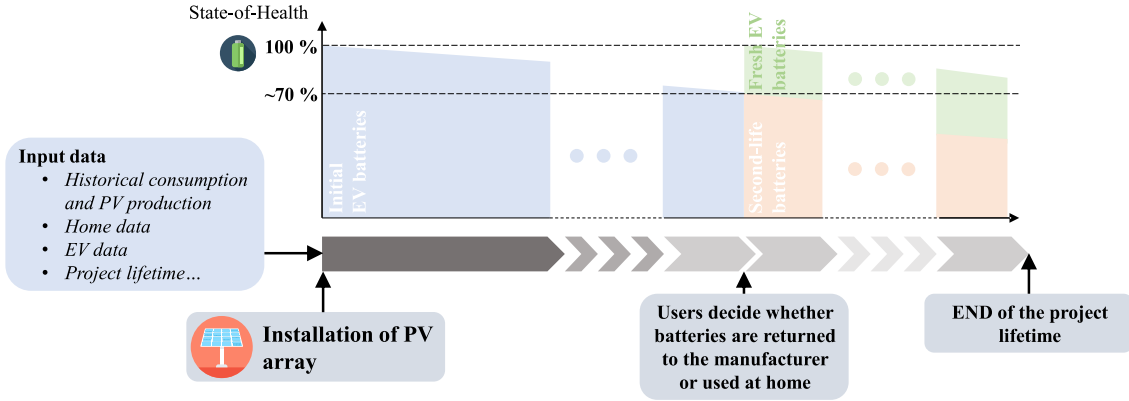 State-of-Health
100 %
~70 %
Initial
EV batteries
Fresh EV
batteries
Second-life
batteries
Input data
• Historical consumption
and PV production
• Home data
• EV data
• Project lifetime…
Installation of PV
array
Users decide whether
batteries are returned
to the manufacturer
or used at home
END of the project
lifetime